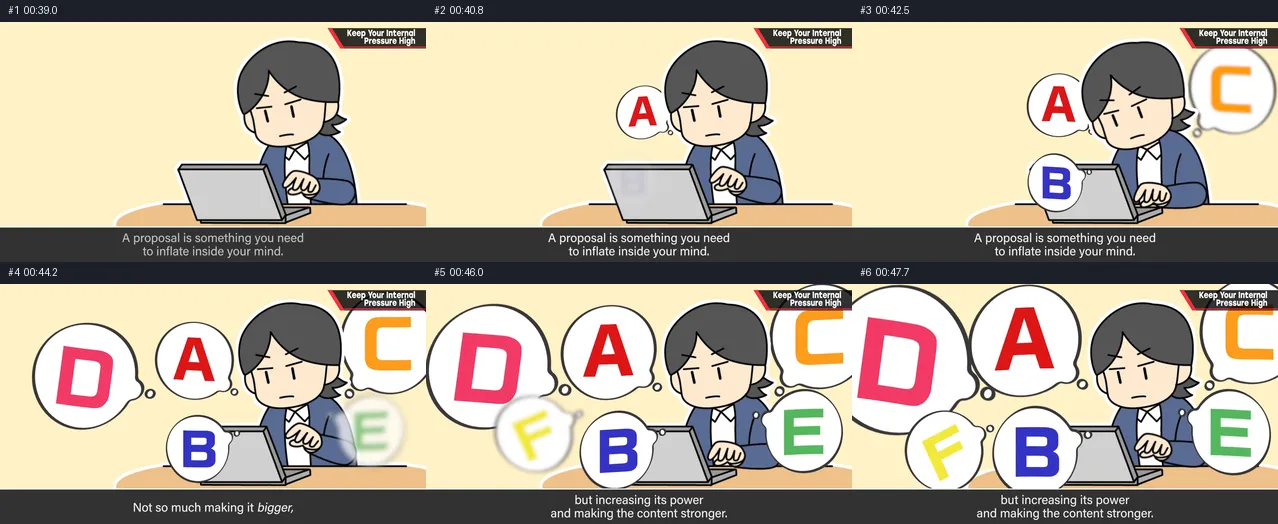 #1 00:39.0
Keep Your Internal
Pressure High
A proposal is something you need
to inflate inside your mind.
#2 00:40.8
Keep Your Internal
Pressure High
A
B
A proposal is something you need
to inflate inside your mind.
#3 00:42.5
Keep Your Internal
Pressure High
A
C
B
A proposal is something you need
to inflate inside your mind.
#4 00:44.2
Keep Your Internal
Pressure High
D
A
C
B
E
Not so much making it bigger,
#5 00:46.0
Keep Your Internal
Pressure High
D
A
C
F
B
E
but increasing its power
and making the content stronger.
#6 00:47.7
Keep Your Internal
Pressure High
D
A
C
F
B
E
but increasing its power
and making the content stronger.